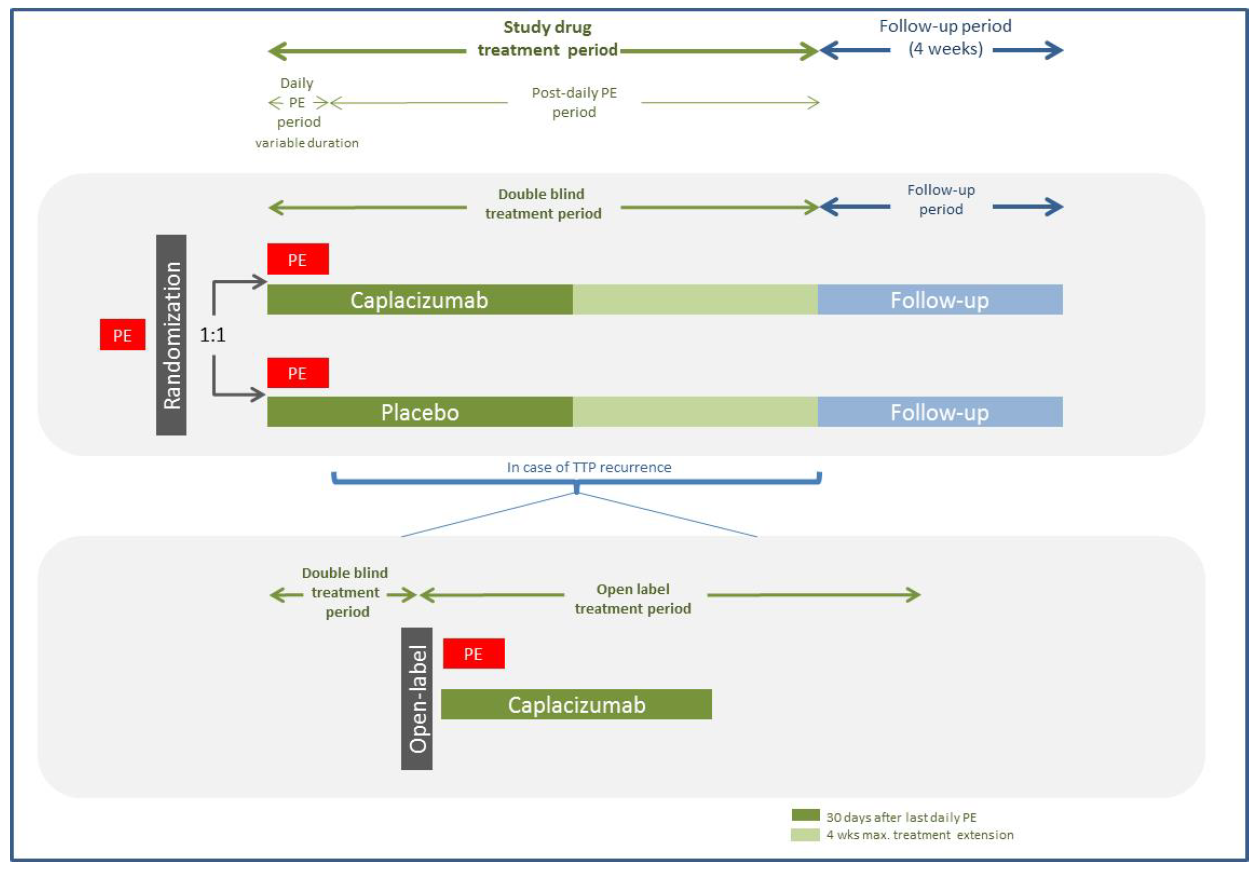 Study drug
treatment period
Follow-up period
(4 weeks)
Daily
PE
period
variable duration
Post-daily PE
period
Double blind
treatment period
Follow-up
period
PE
Randomization
1:1
PE
Caplacizumab
Follow-up
PE
Placebo
Follow-up
In case of TTP recurrence
Double blind
treatment
period
Open label
treatment period
Open-label
PE
Caplacizumab
30 days after last daily PE
4 wks max. treatment extension